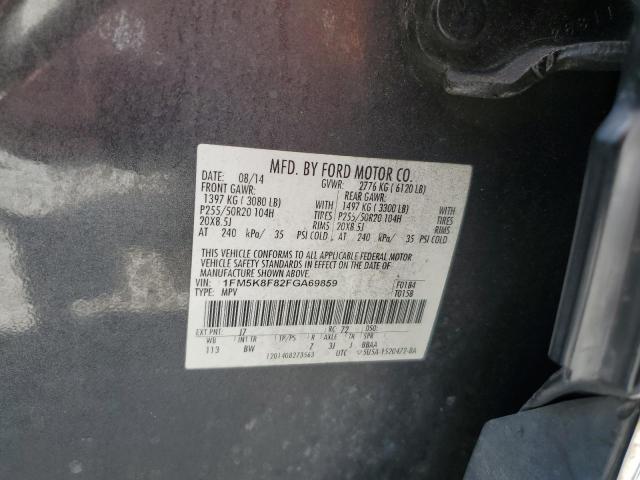 MFD. BY FORD MOTOR CO.
DATE: 08/14 GVWR: 2776 KG ( 6120 LB)
FRONT GAWR: REAR GAWR:
1397 KG ( 3080 LB) WITH 1497 KG ( 3300 LB) WITH
P255/50R20 104H TIRES P255/50R20 104H TIRES
20X8.5J RIMS 20X8.5J RIMS
AT 240 kPa/ 35 PSI COLD AT 240 kPa/ 35 PSI COLD
THIS VEHICLE CONFORMS TO ALL APPLICABLE FEDERAL MOTOR
VEHICLE SAFETY STANDARDS IN EFFECT ON THE DATE OF MANUFACTURE
SHOWN ABOVE.
VIN: 1FM5K8F82FGA69859 F0184
TYPE: MPV T0158
EXT PNT: J7 RC: 72 DSO:
WB INT TR TP/PS R AXLE TR SPR
113 BW Z 3J J BBAA
1201408273563 UTC